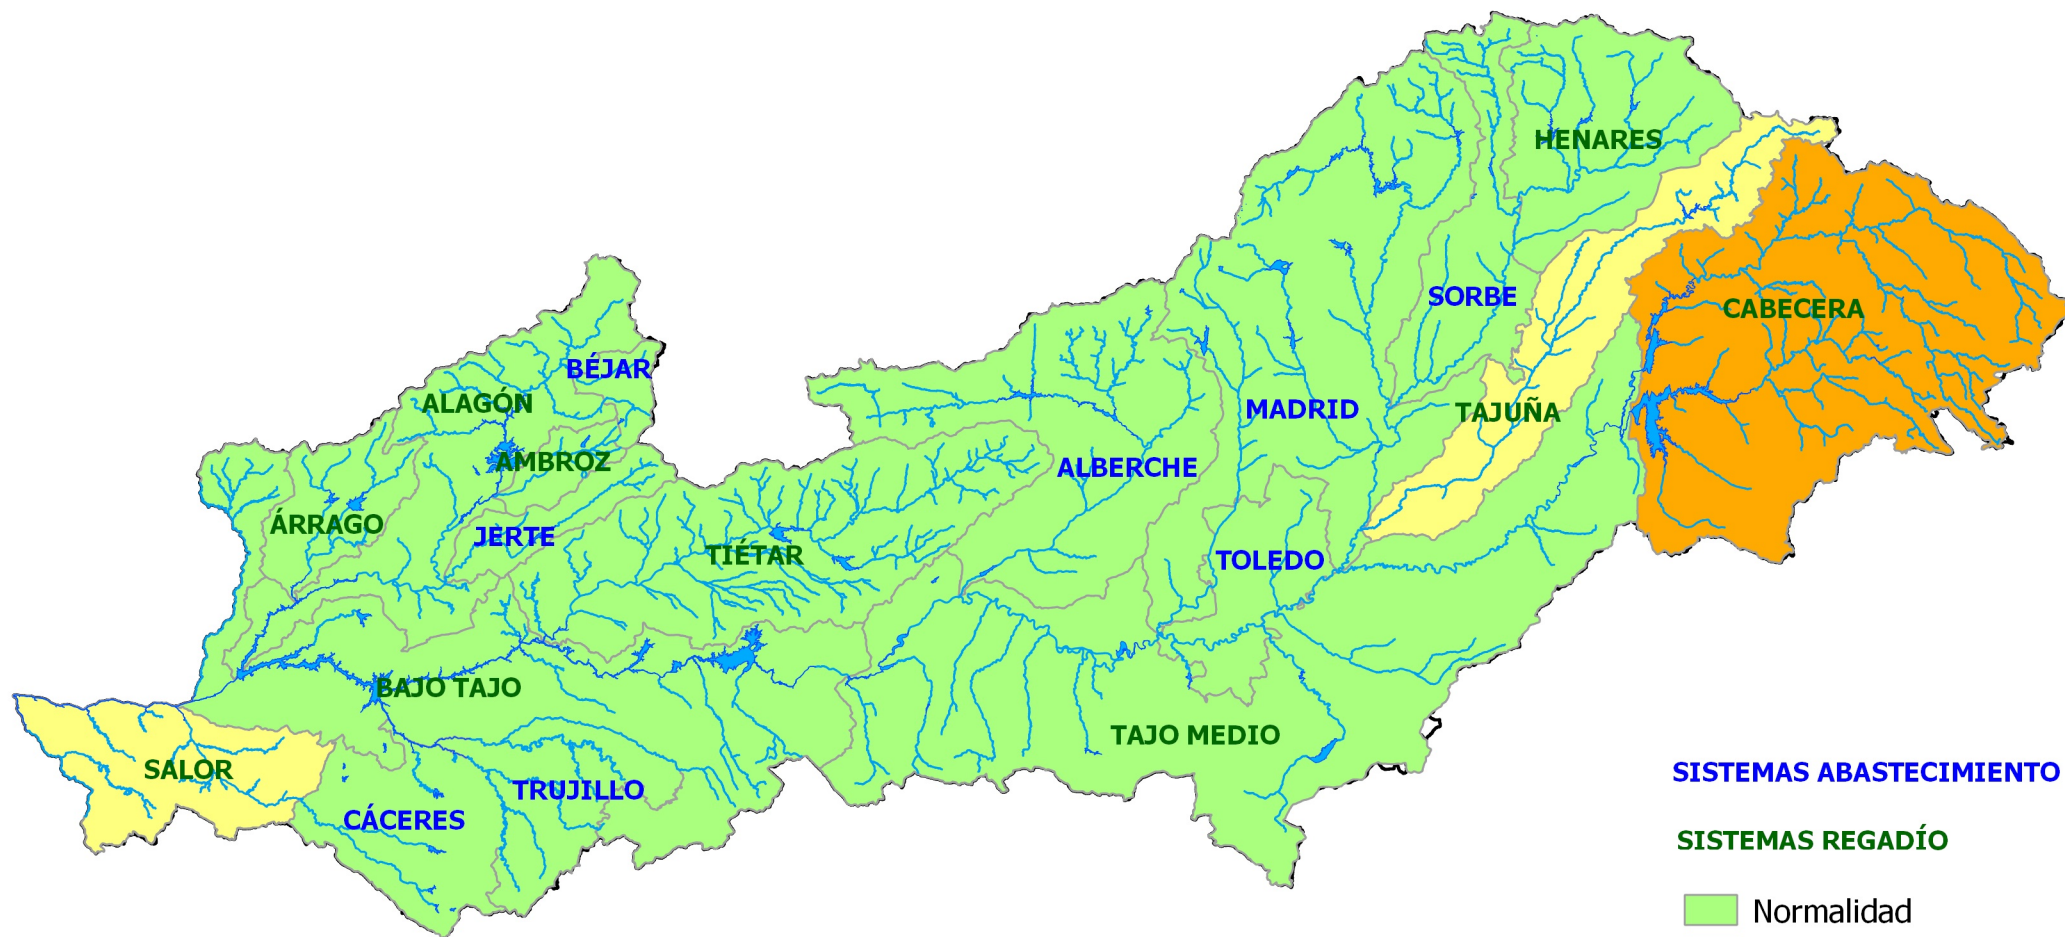 HENARES
SORBE
CABECERA
BÉJAR
ALAGÓN
MADRID
TAJUÑA
AMBROZ
ALBERCHE
ÁRRAGO
JERTE
TIÉTAR
TOLEDO
BAJO TAJO
TAJO MEDIO
SALOR
TRUJILLO
CÁCERES
SISTEMAS ABASTECIMIENTO
SISTEMAS REGADÍO
Normalidad